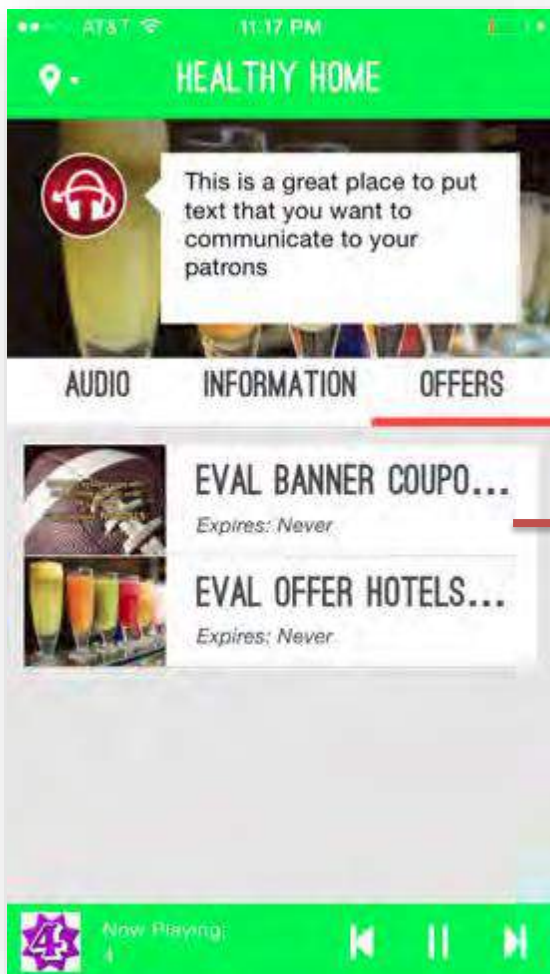 AT&T 11:17 PM
HEALTHY HOME
This is a great place to put
text that you want to
communicate to your
patrons
AUDIO INFORMATION OFFERS
EVAL BANNER COUPO...
Expires: Never
EVAL OFFER HOTELS...
Expires: Never
4 Now Playing:
4